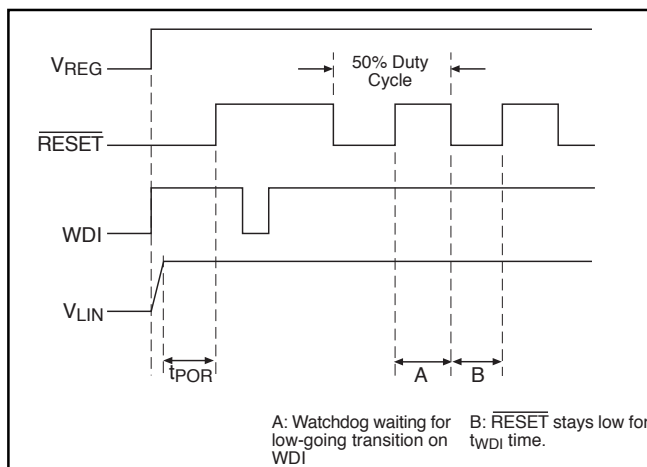 VREG
50% Duty
Cycle
RESET
WDI
VLIN
tPOR
A
B
A: Watchdog waiting for
low-going transition on
WDI
B: RESET stays low for
tWDI time.